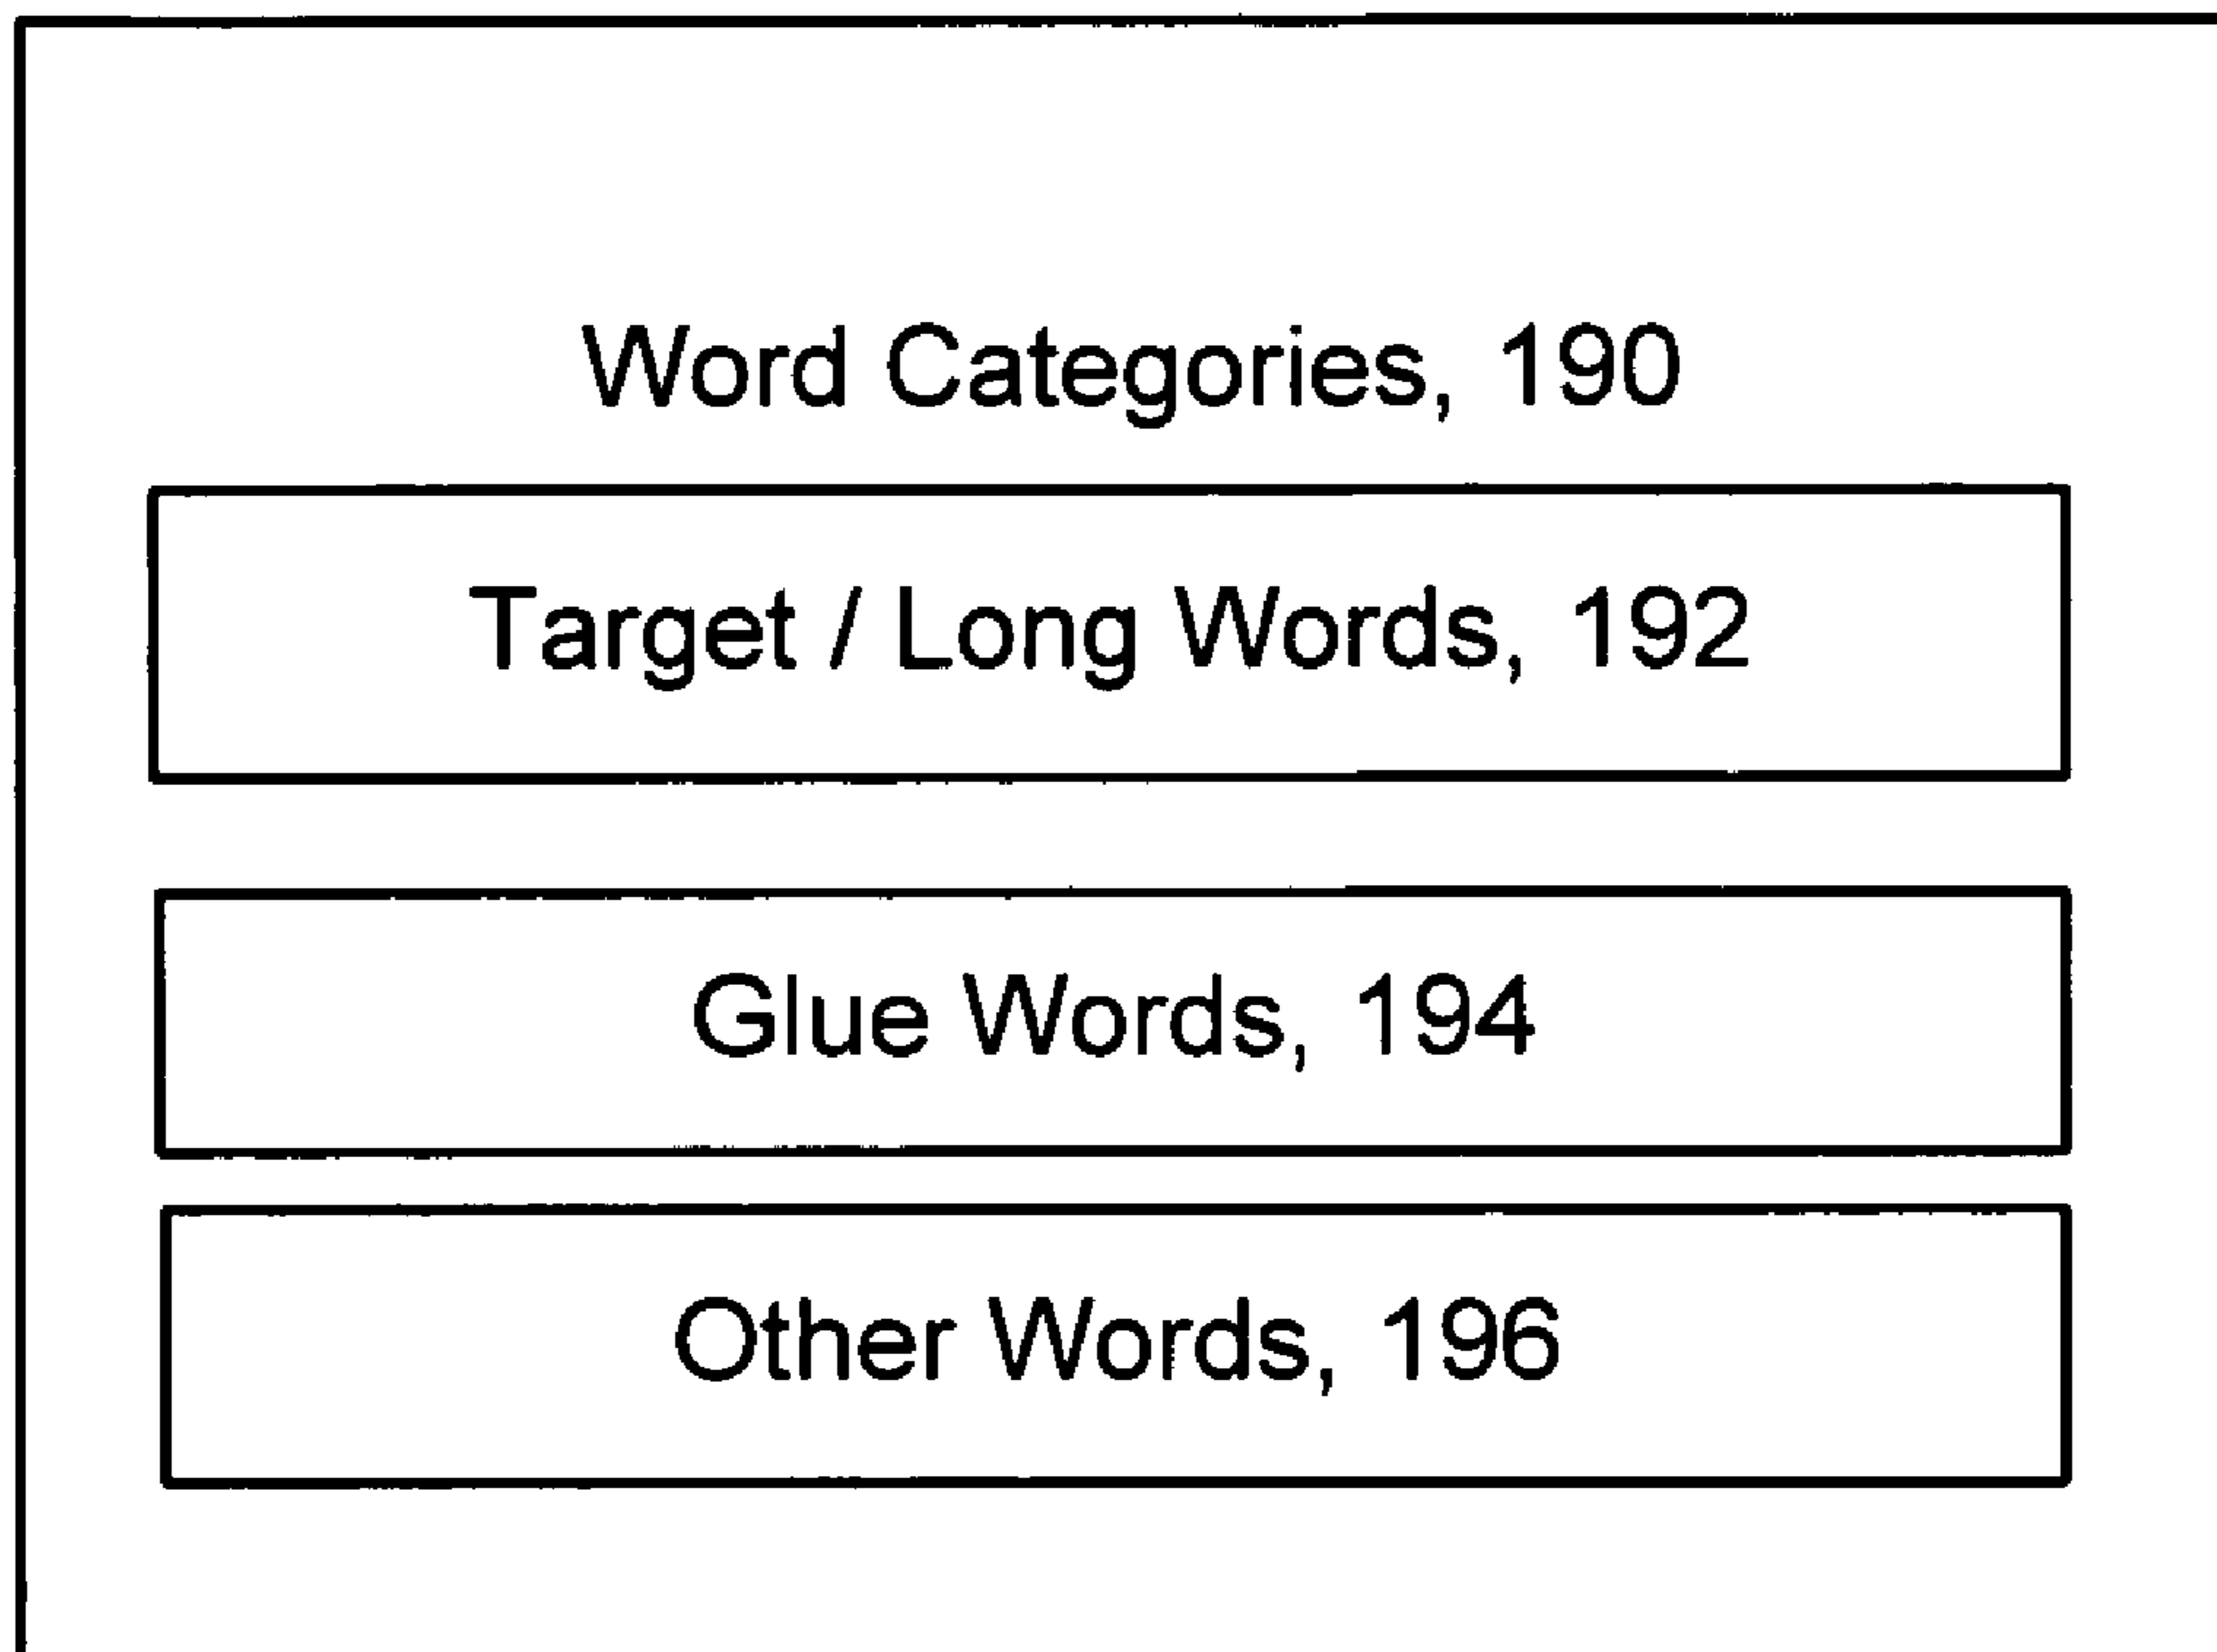 Word Categories, 190
Target / Long Words, 192
Glue Words, 194
Other Words, 196